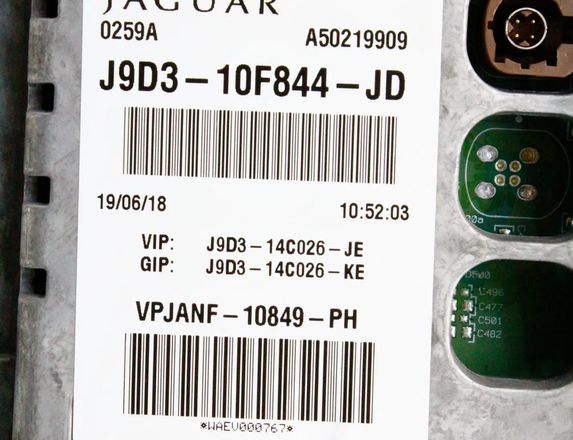 JAGUAR
0259A A50219909
J9D3-10F844-JD
19/06/18 10:52:03
VIP: J9D3-14C026-JE
GIP: J9D3-14C026-KE
VPJANF-10849-PH
*WAEV000767*
C496
C477
C501
C482